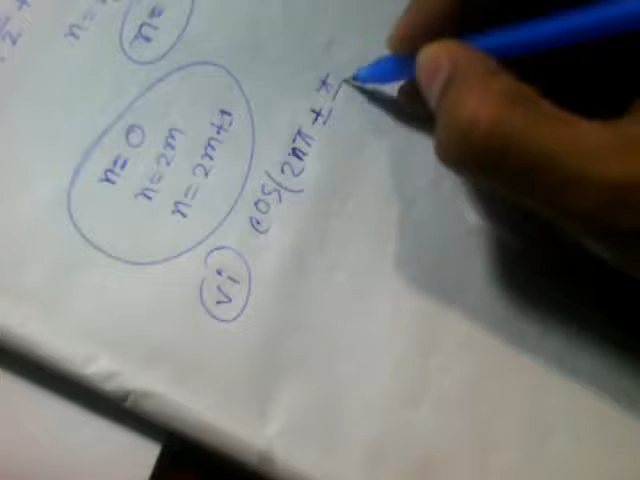 n =
n = 0
n = 2m
n = 2m+1
vi cos(2nπ ± π